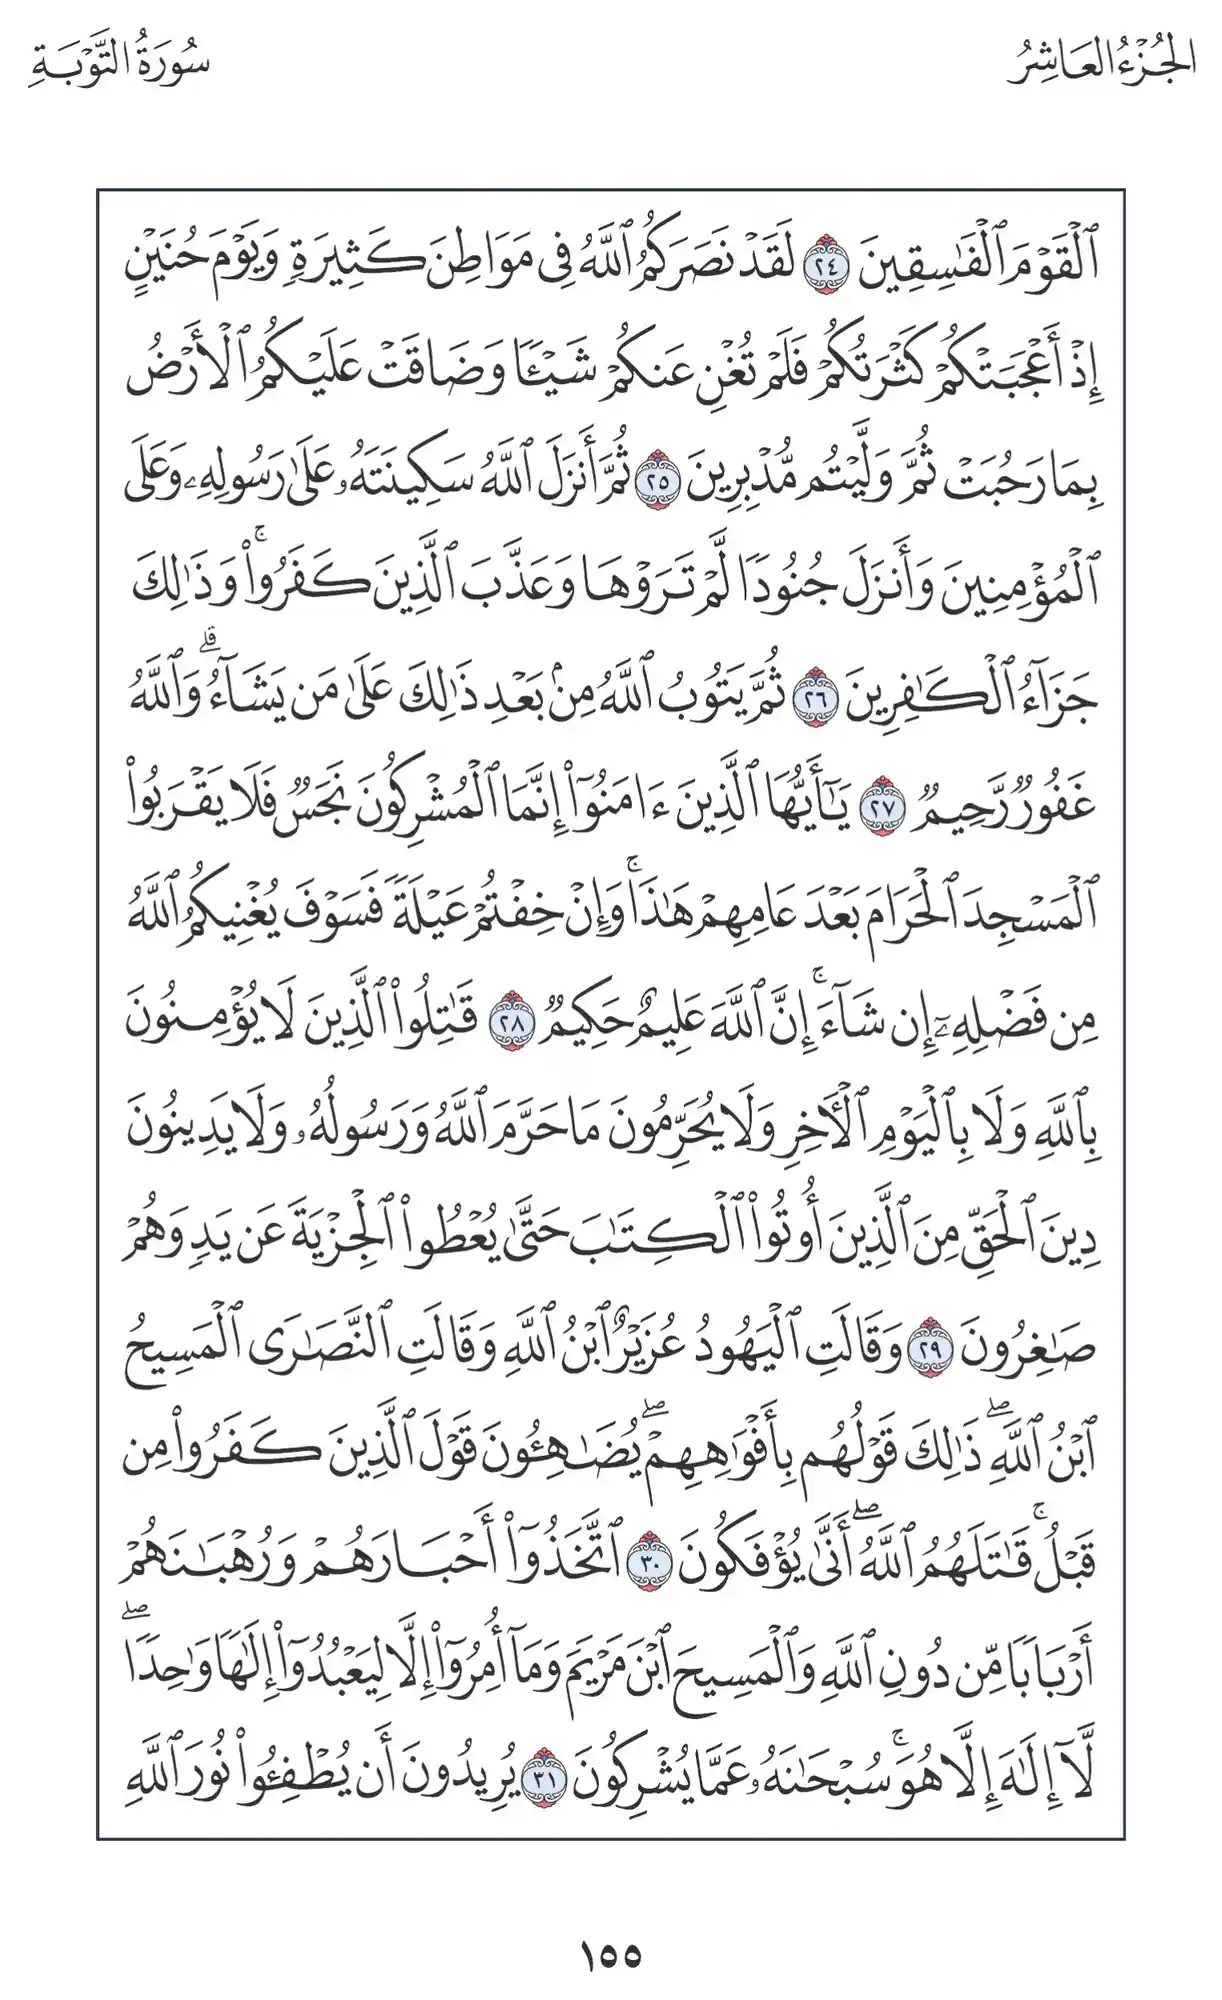 الجُزْءُ العَاشِرُ
سُورَةُ التَّوْبَةِ
ٱلْقَوْمَ ٱلْفَٰسِقِينَ ٢٤ لَقَدْ نَصَرَكُمُ ٱللَّهُ فِي مَوَاطِنَ كَثِيرَةٖ وَيَوْمَ حُنَيْنٍ
إِذْ أَعْجَبَتْكُمْ كَثْرَتُكُمْ فَلَمْ تُغْنِ عَنكُمْ شَيْـٔٗا وَضَاقَتْ عَلَيْكُمُ ٱلْأَرْضُ
بِمَا رَحُبَتْ ثُمَّ وَلَّيْتُم مُّدْبِرِينَ ٢٥ ثُمَّ أَنزَلَ ٱللَّهُ سَكِينَتَهُۥ عَلَىٰ رَسُولِهِۦ وَعَلَى
ٱلْمُؤْمِنِينَ وَأَنزَلَ جُنُودٗا لَّمْ تَرَوْهَا وَعَذَّبَ ٱلَّذِينَ كَفَرُواْۚ وَذَٰلِكَ
جَزَآءُ ٱلْكَٰفِرِينَ ٢٦ ثُمَّ يَتُوبُ ٱللَّهُ مِنۢ بَعْدِ ذَٰلِكَ عَلَىٰ مَن يَشَآءُۗ وَٱللَّهُ
غَفُورٞ رَّحِيمٞ ٢٧ يَٰٓأَيُّهَا ٱلَّذِينَ ءَامَنُوٓاْ إِنَّمَا ٱلْمُشْرِكُونَ نَجَسٞ فَلَا يَقْرَبُواْ
ٱلْمَسْجِدَ ٱلْحَرَامَ بَعْدَ عَامِهِمْ هَٰذَاۚ وَإِنْ خِفْتُمْ عَيْلَةٗ فَسَوْفَ يُغْنِيكُمُ ٱللَّهُ
مِن فَضْلِهِۦٓ إِن شَآءَۚ إِنَّ ٱللَّهَ عَلِيمٌ حَكِيمٞ ٢٨ قَٰتِلُواْ ٱلَّذِينَ لَا يُؤْمِنُونَ
بِٱللَّهِ وَلَا بِٱلْيَوْمِ ٱلْأٓخِرِ وَلَا يُحَرِّمُونَ مَا حَرَّمَ ٱللَّهُ وَرَسُولُهُۥ وَلَا يَدِينُونَ
دِينَ ٱلْحَقِّ مِنَ ٱلَّذِينَ أُوتُواْ ٱلْكِتَٰبَ حَتَّىٰ يُعْطُواْ ٱلْجِزْيَةَ عَن يَدٖ وَهُمْ
صَٰغِرُونَ ٢٩ وَقَالَتِ ٱلْيَهُودُ عُزَيْرٌ ٱبْنُ ٱللَّهِ وَقَالَتِ ٱلنَّصَٰرَى ٱلْمَسِيحُ
ٱبْنُ ٱللَّهِۖ ذَٰلِكَ قَوْلُهُم بِأَفْوَٰهِهِمْۖ يُضَٰهِـُٔونَ قَوْلَ ٱلَّذِينَ كَفَرُواْ مِن
قَبْلُۚ قَٰتَلَهُمُ ٱللَّهُۖ أَنَّىٰ يُؤْفَكُونَ ٣٠ ٱتَّخَذُوٓاْ أَحْبَارَهُمْ وَرُهْبَٰنَهُمْ
أَرْبَابٗا مِّن دُونِ ٱللَّهِ وَٱلْمَسِيحَ ٱبْنَ مَرْيَمَ وَمَآ أُمِرُوٓاْ إِلَّا لِيَعْبُدُوٓاْ إِلَٰهٗا وَٰحِدٗاۖ
لَّآ إِلَٰهَ إِلَّا هُوَۚ سُبْحَٰنَهُۥ عَمَّا يُشْرِكُونَ ٣١ يُرِيدُونَ أَن يُطْفِـُٔواْ نُورَ ٱللَّهِ
١٥٥